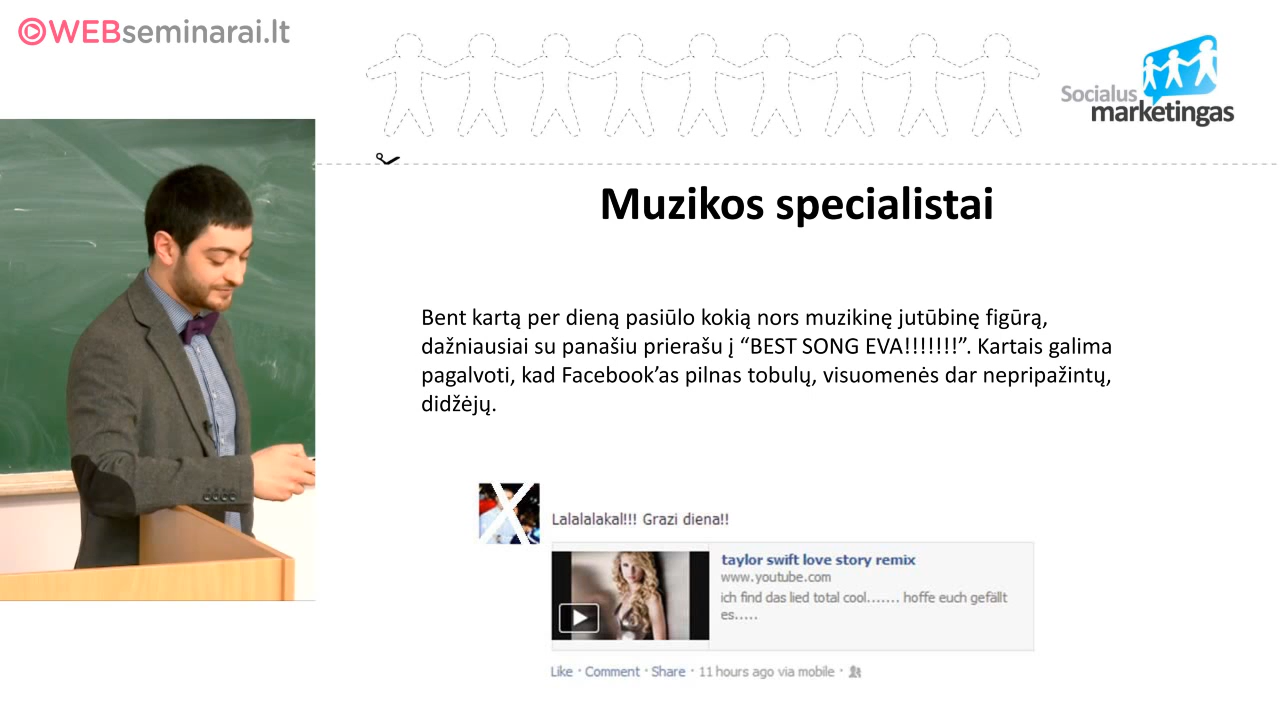 WEBseminarai.lt
Socialus
marketingas
Muzikos specialistai
Bent kartą per dieną pasiūlo kokią nors muzikinę jutūbinę figūrą,
dažniausiai su panašiu prierašu į “BEST SONG EVA!!!!!!!”. Kartais galima
pagalvoti, kad Facebook’as pilnas tobulų, visuomenės dar nepripažintų,
didžėjų.
Lalalalakal!!! Grazi diena!!
taylor swift love story remix
www.youtube.com
ich find das lied total cool....... hoffe euch gefällt
es.....
Like · Comment · Share · 11 hours ago via mobile ·